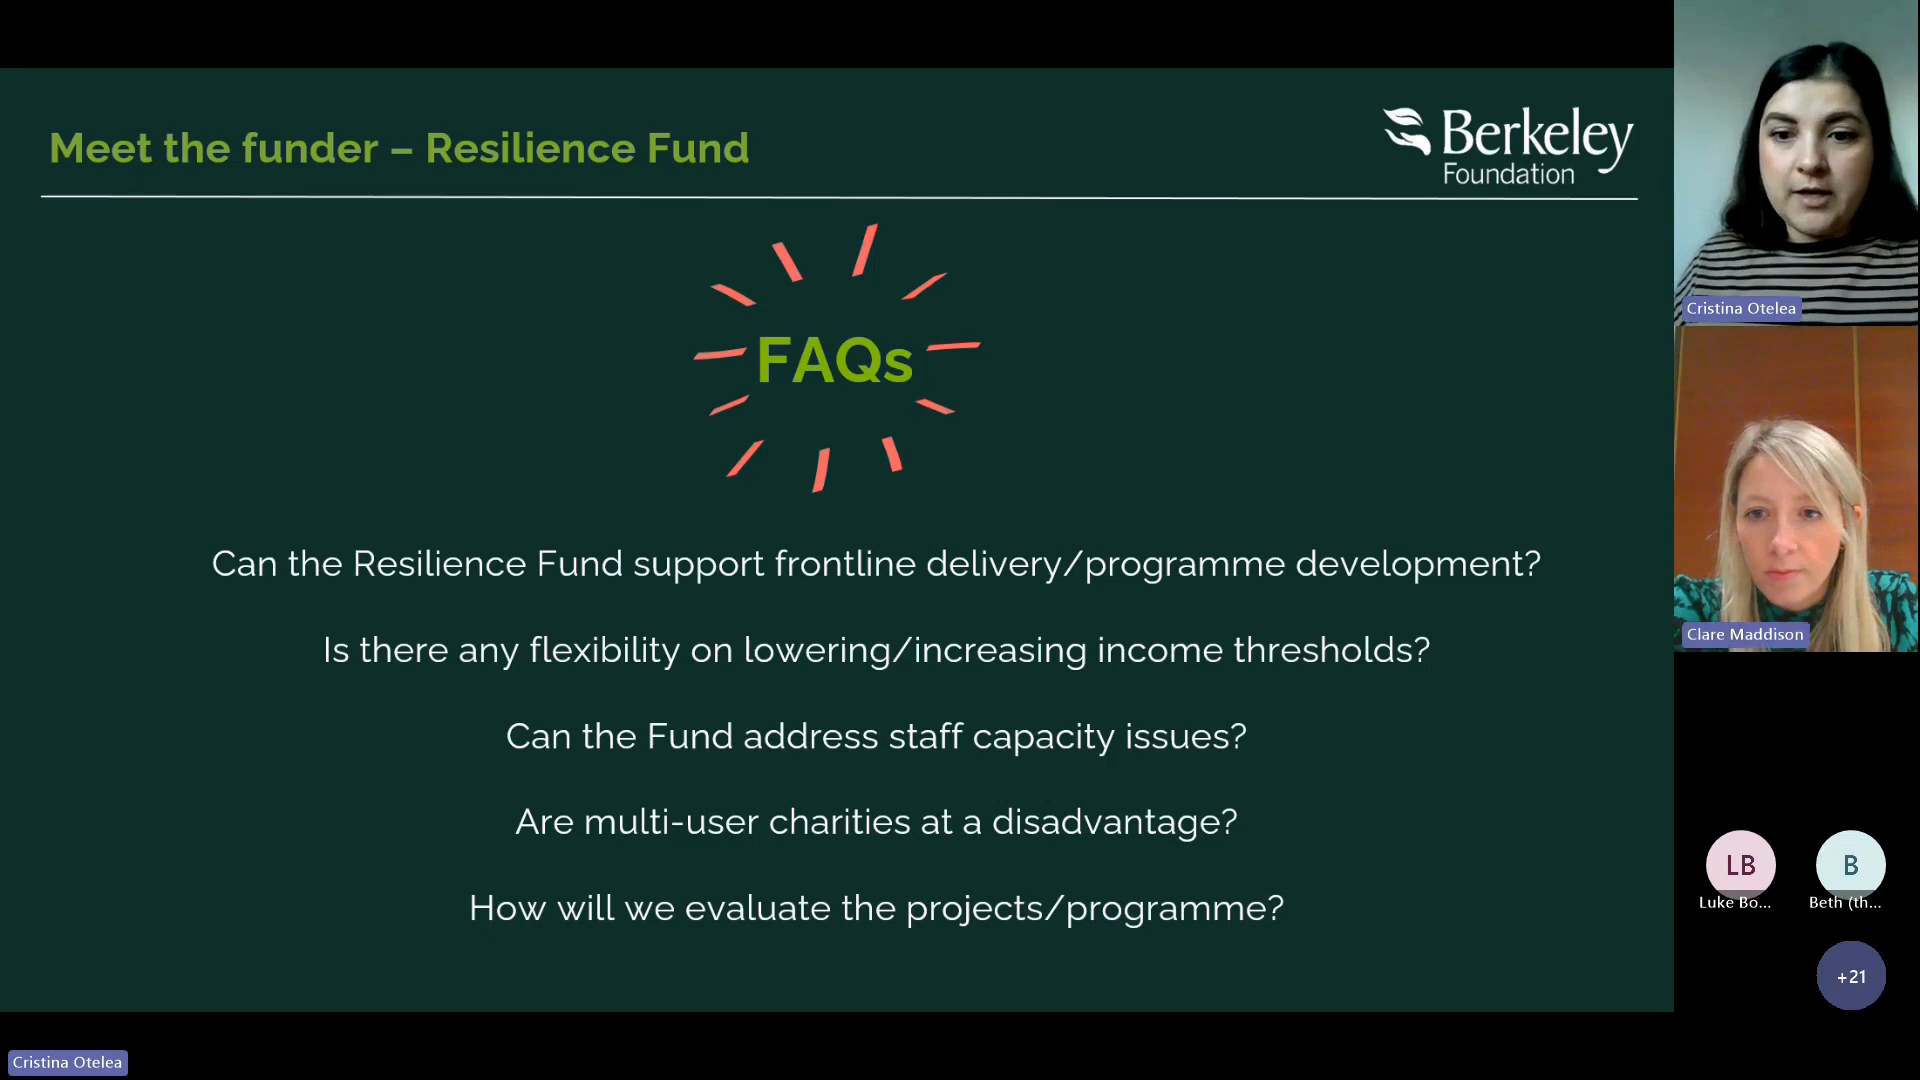 Meet the funder – Resilience Fund
Berkeley
Foundation
FAQs
Can the Resilience Fund support frontline delivery/programme development?
Is there any flexibility on lowering/increasing income thresholds?
Can the Fund address staff capacity issues?
Are multi-user charities at a disadvantage?
How will we evaluate the projects/programme?
Cristina Otelea
Clare Maddison
LB
B
Luke Bo...
Beth (th...
+21
Cristina Otelea